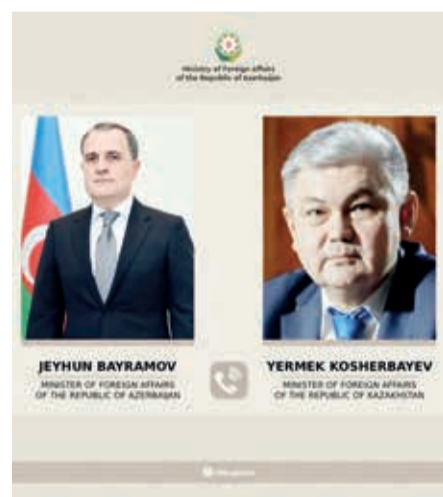 Ministry of Foreign Affairs
of the Republic of Azerbaijan
JEYHUN BAYRAMOV
MINISTER OF FOREIGN AFFAIRS
OF THE REPUBLIC OF AZERBAIJAN
YERMEK KOSHERBAYEV
MINISTER OF FOREIGN AFFAIRS
OF THE REPUBLIC OF KAZAKHSTAN